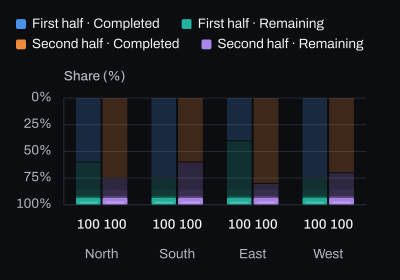 First half · Completed
First half · Remaining
Second half · Completed
Second half · Remaining
Share (%)
0%
25%
50%
75%
100%
100 100 100 100 100 100 100 100
North South East West